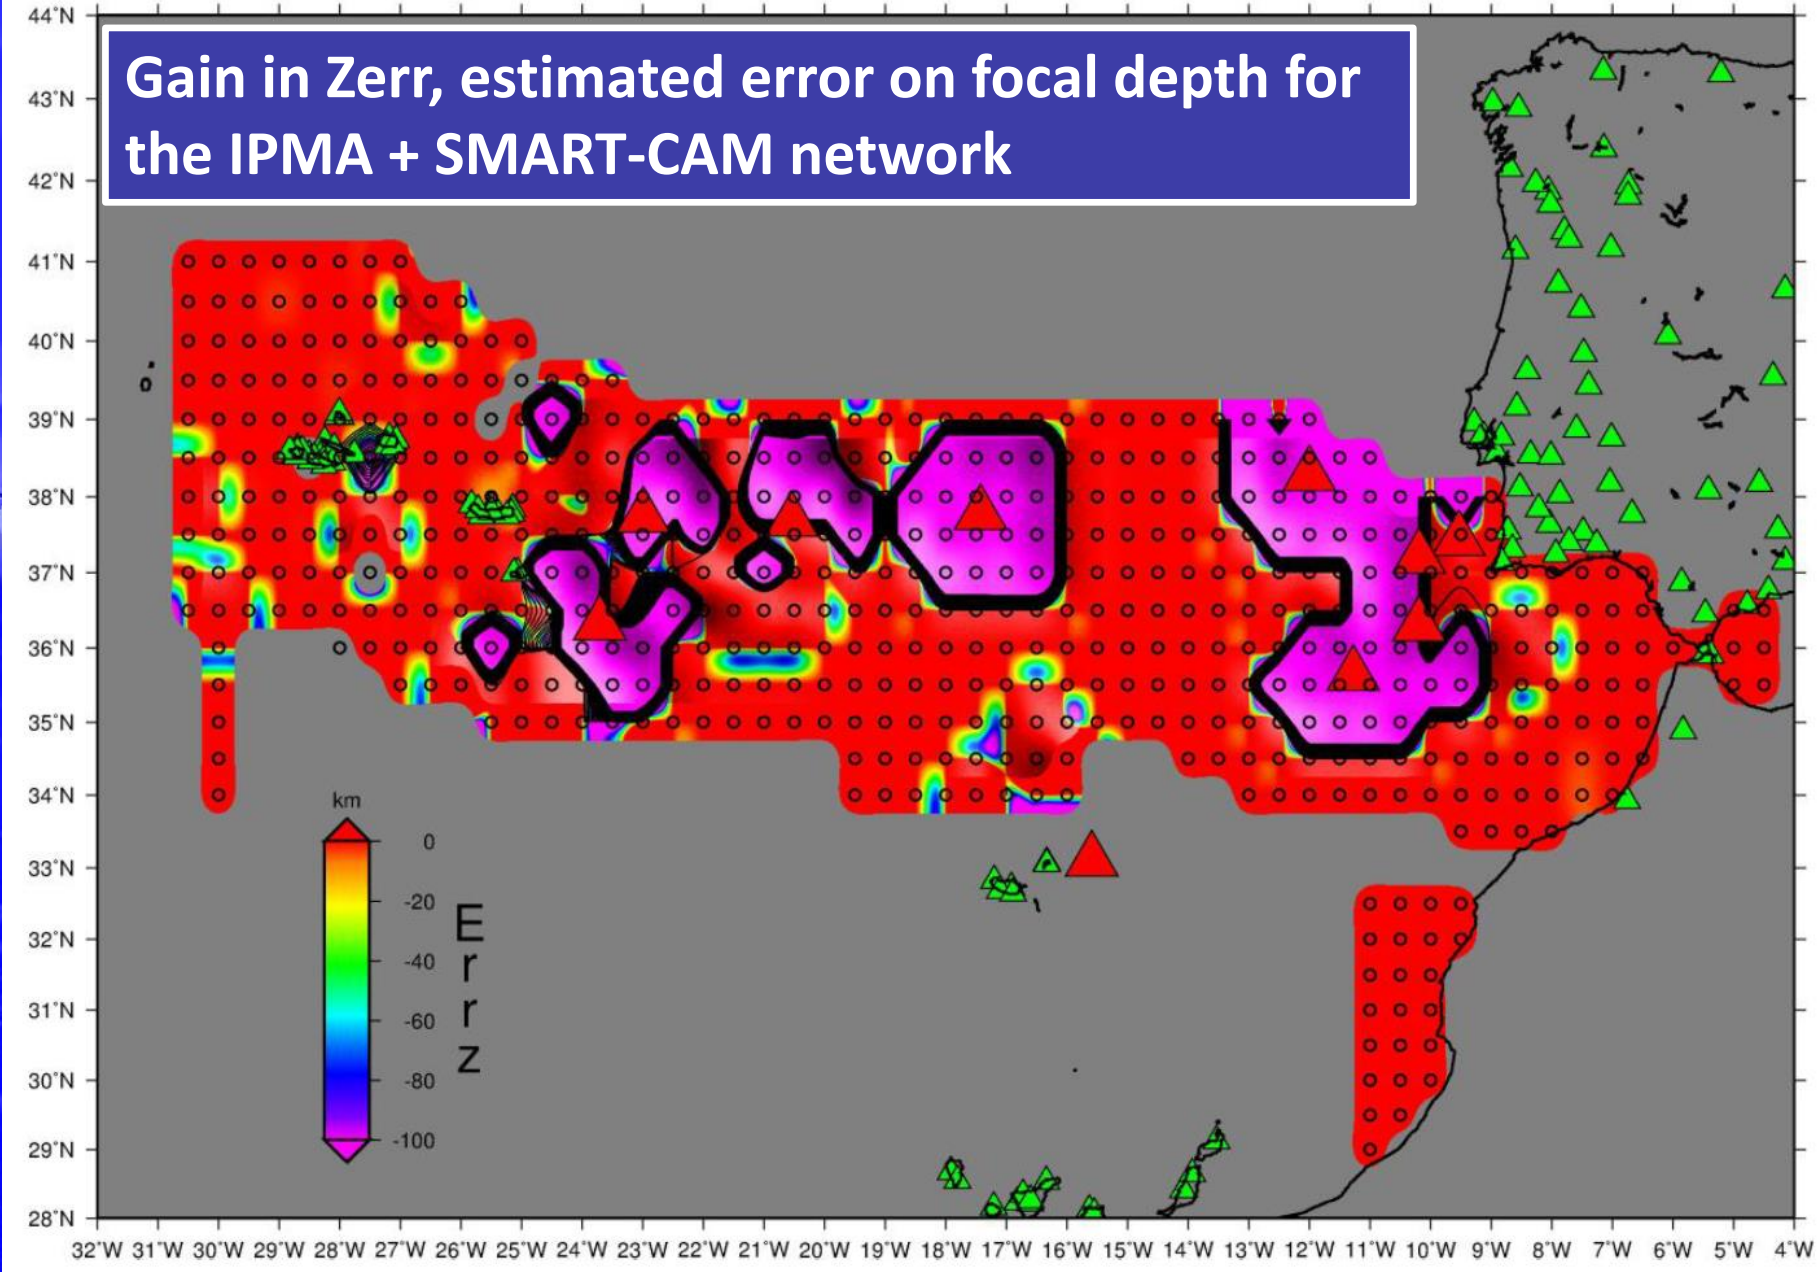 Gain in Zerr, estimated error on focal depth for
the IPMA + SMART-CAM network
44°N
43°N
42°N
41°N
40°N
39°N
38°N
37°N
36°N
35°N
34°N
33°N
32°N
31°N
30°N
29°N
28°N
km
0
-20
-40
-60
-80
-100
E
r
r
z
32°W 31°W 30°W 29°W 28°W 27°W 26°W 25°W 24°W 23°W 22°W 21°W 20°W 19°W 18°W 17°W 16°W 15°W 14°W 13°W 12°W 11°W 10°W 9°W 8°W 7°W 6°W 5°W 4°W